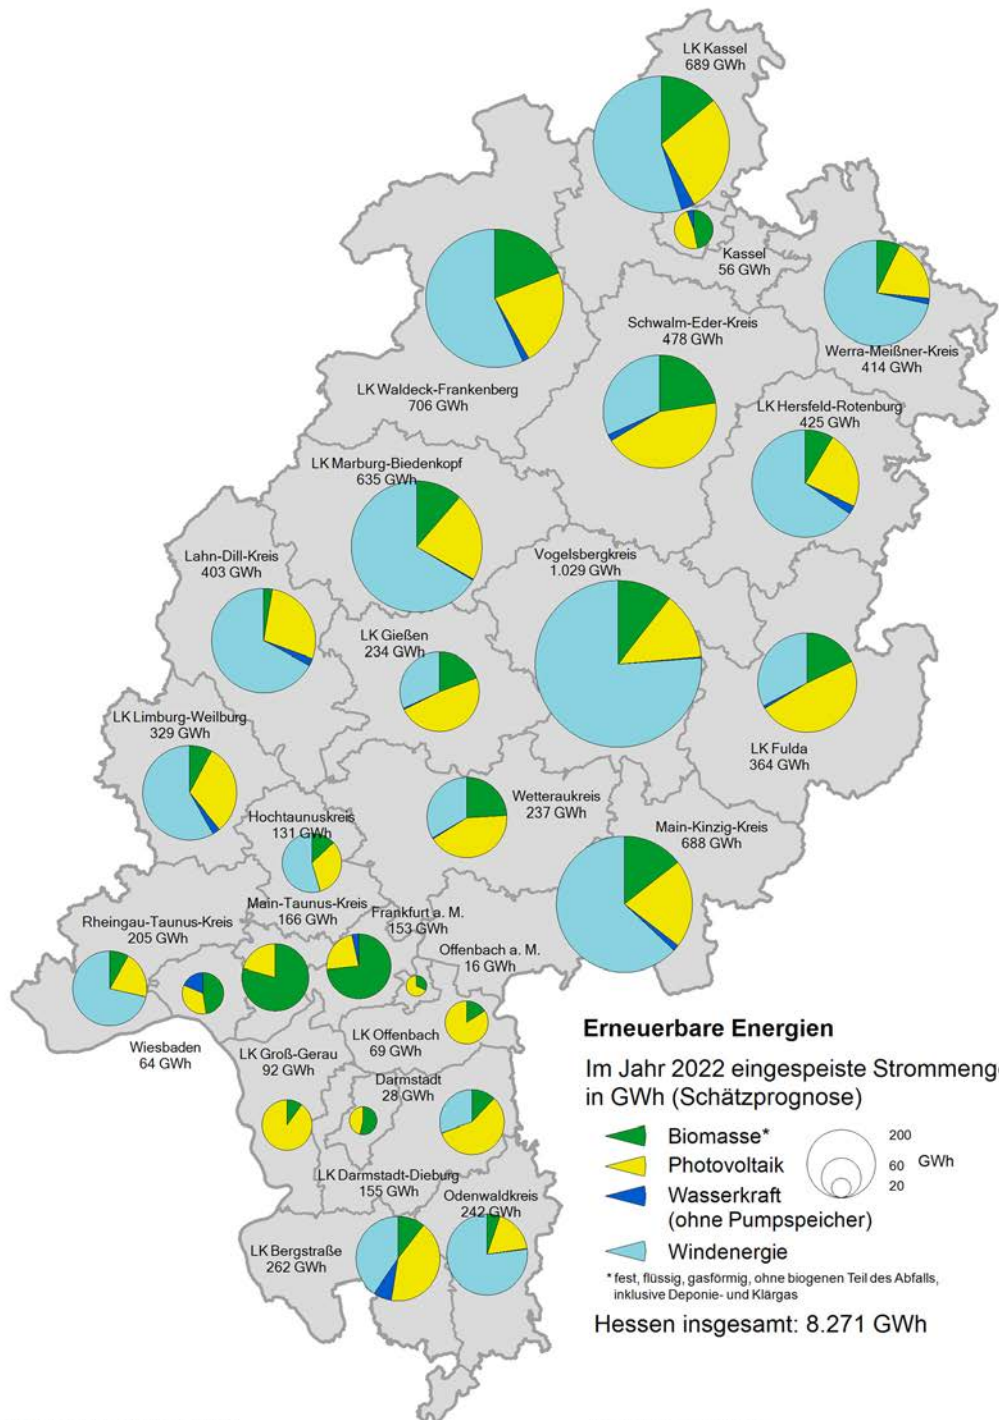 LK Kassel
689 GWh
Kassel
56 GWh
Werra-Meißner-Kreis
414 GWh
Schwalm-Eder-Kreis
478 GWh
LK Waldeck-Frankenberg
706 GWh
LK Hersfeld-Rotenburg
425 GWh
LK Marburg-Biedenkopf
635 GWh
Lahn-Dill-Kreis
403 GWh
Vogelsbergkreis
1.029 GWh
LK Gießen
234 GWh
LK Limburg-Weilburg
329 GWh
LK Fulda
364 GWh
Wetteraukreis
237 GWh
Hochtaunuskreis
131 GWh
Main-Kinzig-Kreis
688 GWh
Main-Taunus-Kreis
166 GWh
Frankfurt a. M.
153 GWh
Rheingau-Taunus-Kreis
205 GWh
Offenbach a. M.
16 GWh
Wiesbaden
64 GWh
LK Offenbach
69 GWh
LK Groß-Gerau
92 GWh
Darmstadt
28 GWh
LK Darmstadt-Dieburg
155 GWh
Odenwaldkreis
242 GWh
LK Bergstraße
262 GWh
Erneuerbare Energien
Im Jahr 2022 eingespeiste Strommenge
in GWh (Schätzprognose)
Biomasse*
Photovoltaik
Wasserkraft
(ohne Pumpspeicher)
Windenergie
200
60
20
GWh
* fest, flüssig, gasförmig, ohne biogenen Teil des Abfalls,
inklusive Deponie- und Klärgas
Hessen insgesamt: 8.271 GWh